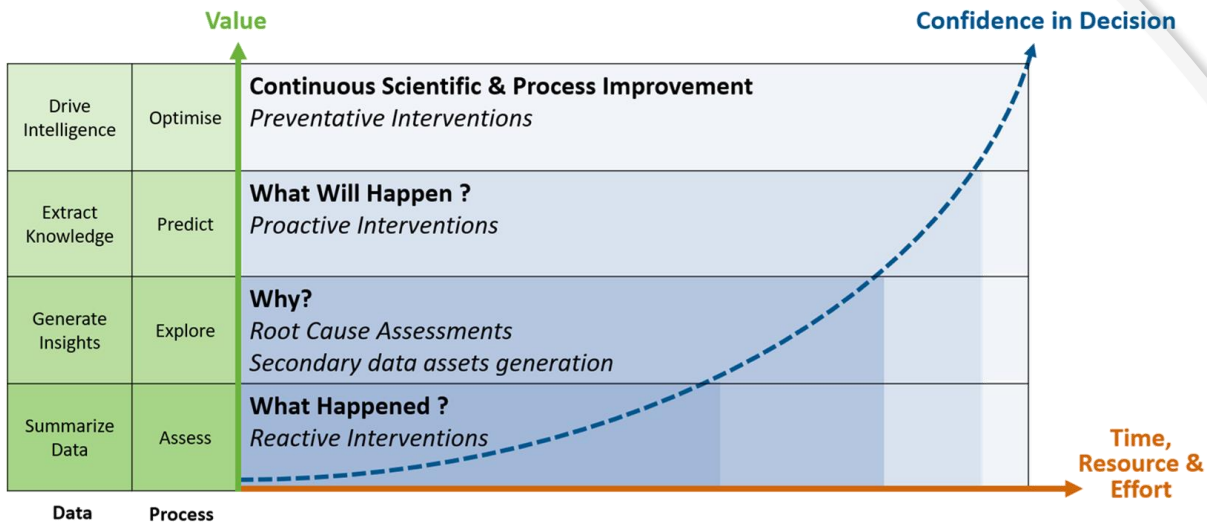 Value
Confidence in Decision
Drive
Intelligence
Optimise
Continuous Scientific & Process Improvement
Preventative Interventions
Extract
Knowledge
Predict
What Will Happen ?
Proactive Interventions
Generate
Insights
Explore
Why?
Root Cause Assessments
Secondary data assets generation
Summarize
Data
Assess
What Happened ?
Reactive Interventions
Time,
Resource &
Effort
Data
Process